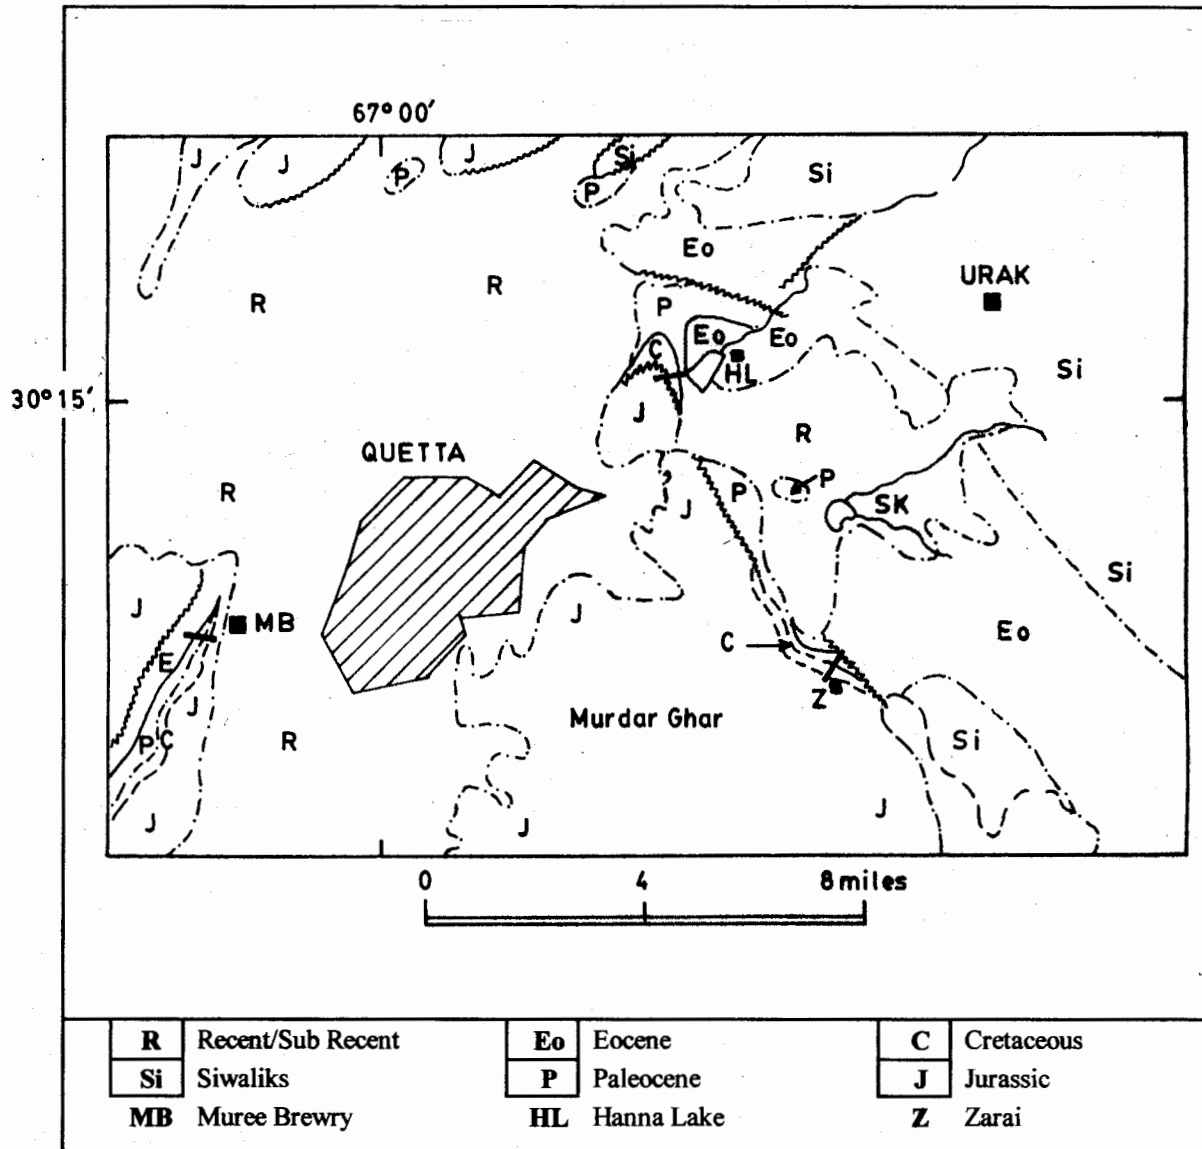 67° 00'
J
J
P
J
Si
P
Si
Eo
R
R
URAK
P
Eo
Eo
C
HL
Si
30° 15'
J
R
QUETTA
R
P
P
J
SK
Si
J
MB
J
Eo
C
E
Z
J
Murdar Ghar
P
C
R
Si
J
J
J
0 4 8 miles
R Recent/Sub Recent Eo Eocene C Cretaceous
Si Siwaliks P Paleocene J Jurassic
MB Muree Brewry HL Hanna Lake Z Zarai